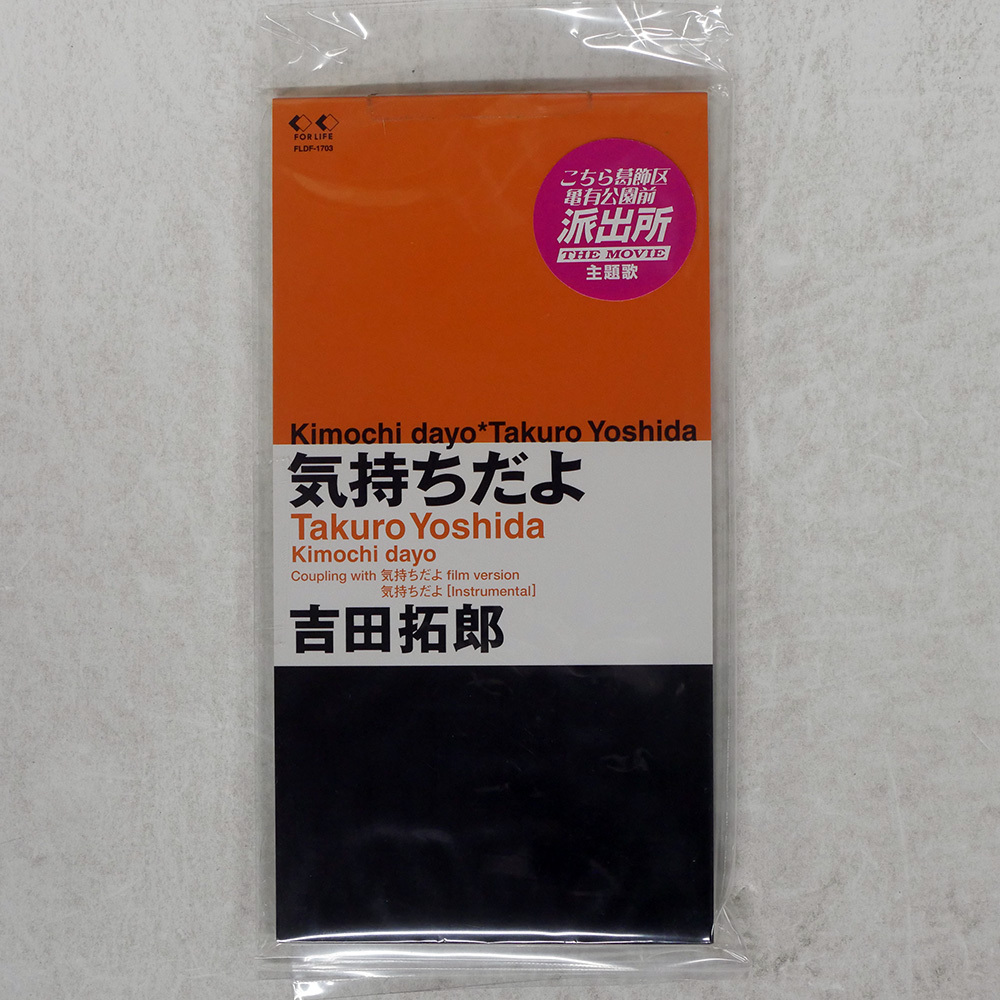 FOR LIFE
FLDF-1703
こちら葛飾区
亀有公園前
派出所
THE MOVIE
主題歌
Kimochi dayo*Takuro Yoshida
気持ちだよ
Takuro Yoshida
Kimochi dayo
Coupling with 気持ちだよ film version
気持ちだよ [Instrumental]
吉田拓郎